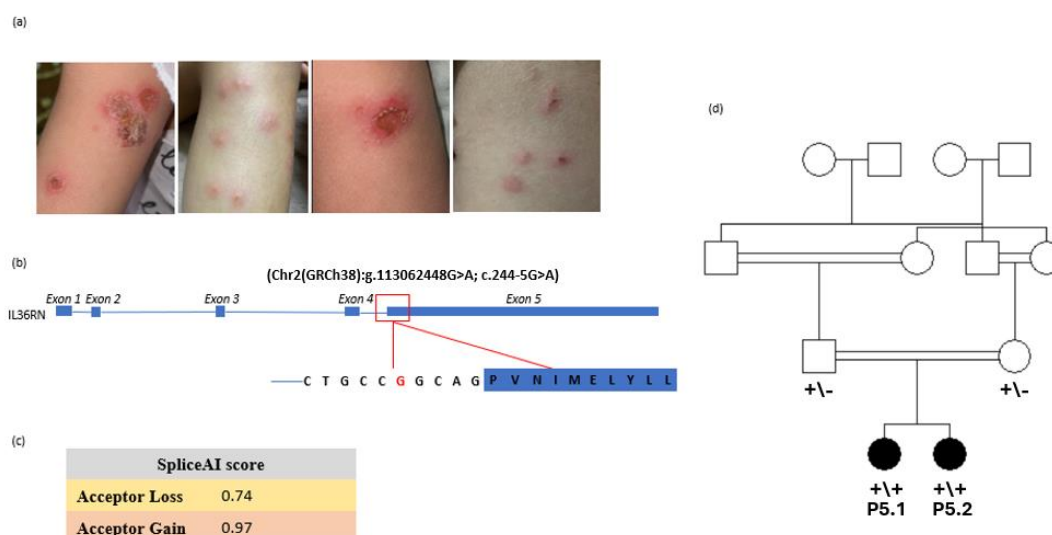 (a)
(b)
(Chr2(GRCh38):g.113062448G>A; c.244-5G>A)
Exon 1 Exon 2 Exon 3 Exon 4 Exon 5
IL36RN
C T G C C G G C A G P V N I M E L Y L L
(c)
SpliceAI score
Acceptor Loss 0.74
Acceptor Gain 0.97
(d)
+\- +\-
+\+ +\+
P5.1 P5.2